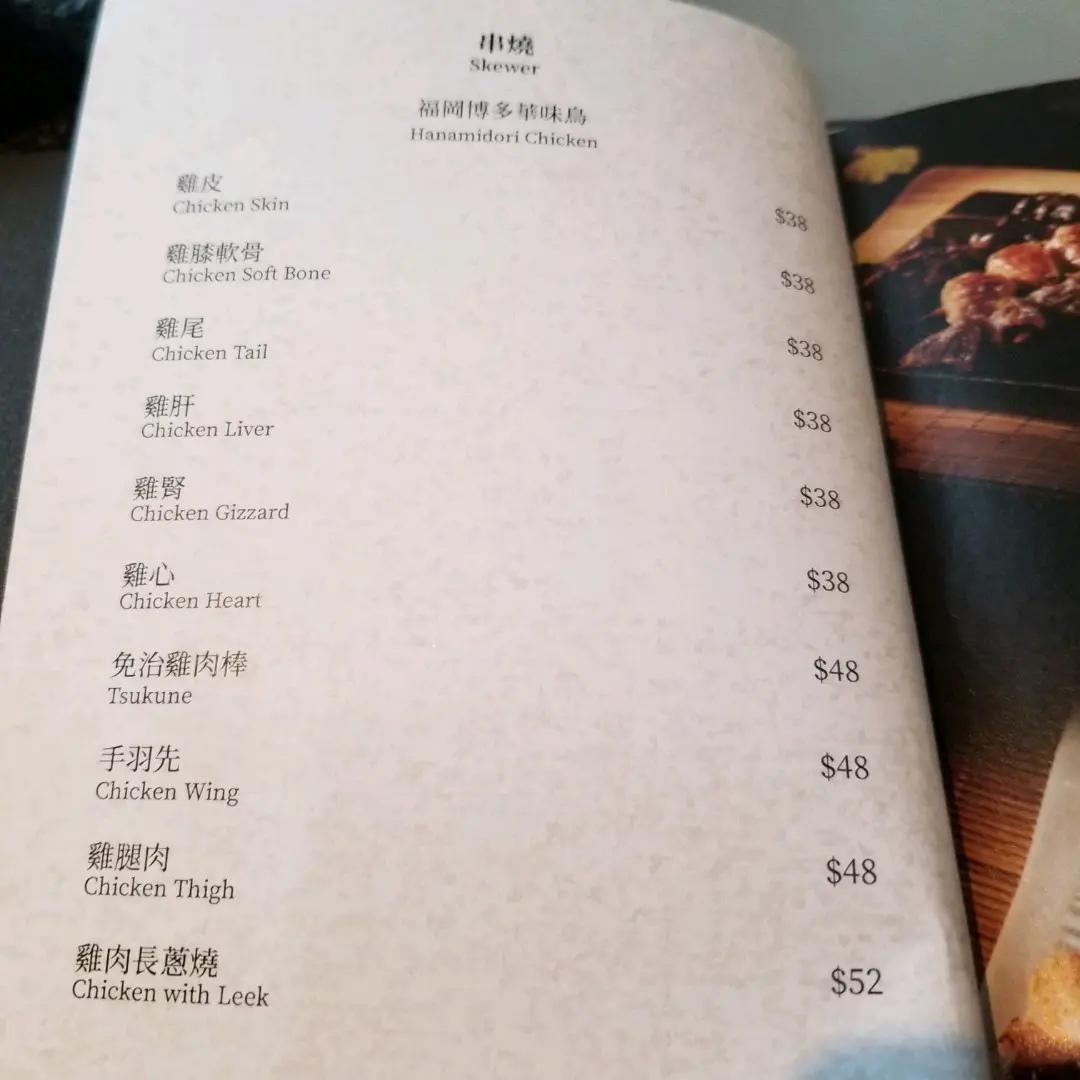 串燒
Skewer
福岡博多華味鳥
Hanamidori Chicken
雞皮
Chicken Skin
$38
雞膝軟骨
Chicken Soft Bone
$38
雞尾
Chicken Tail
$38
雞肝
Chicken Liver
$38
雞腎
Chicken Gizzard
$38
雞心
Chicken Heart
$38
免治雞肉棒
Tsukune
$48
手羽先
Chicken Wing
$48
雞腿肉
Chicken Thigh
$48
雞肉長蔥燒
Chicken with Leek
$52